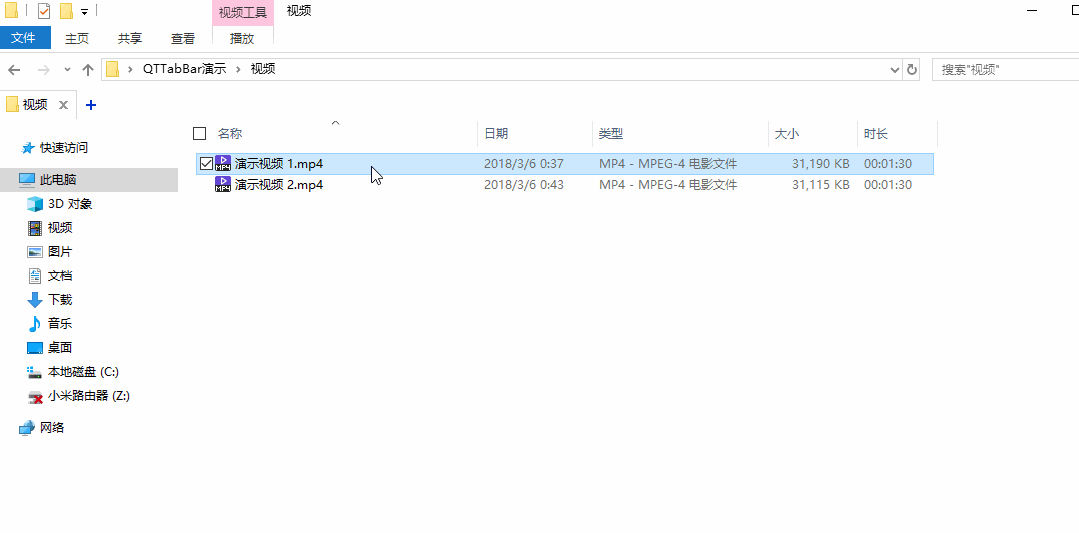 视频工具 视频
文件 主页 共享 查看 播放
QTTabBar演示 视频 搜索"视频"
视频
名称 日期 类型 大小 时长
演示视频 1.mp4 2018/3/6 0:37 MP4 - MPEG-4 电影文件 31,190 KB 00:01:30
演示视频 2.mp4 2018/3/6 0:43 MP4 - MPEG-4 电影文件 31,115 KB 00:01:30
快速访问
此电脑
3D 对象
视频
图片
文档
下载
音乐
桌面
本地磁盘 (C:)
小米路由器 (Z:)
网络